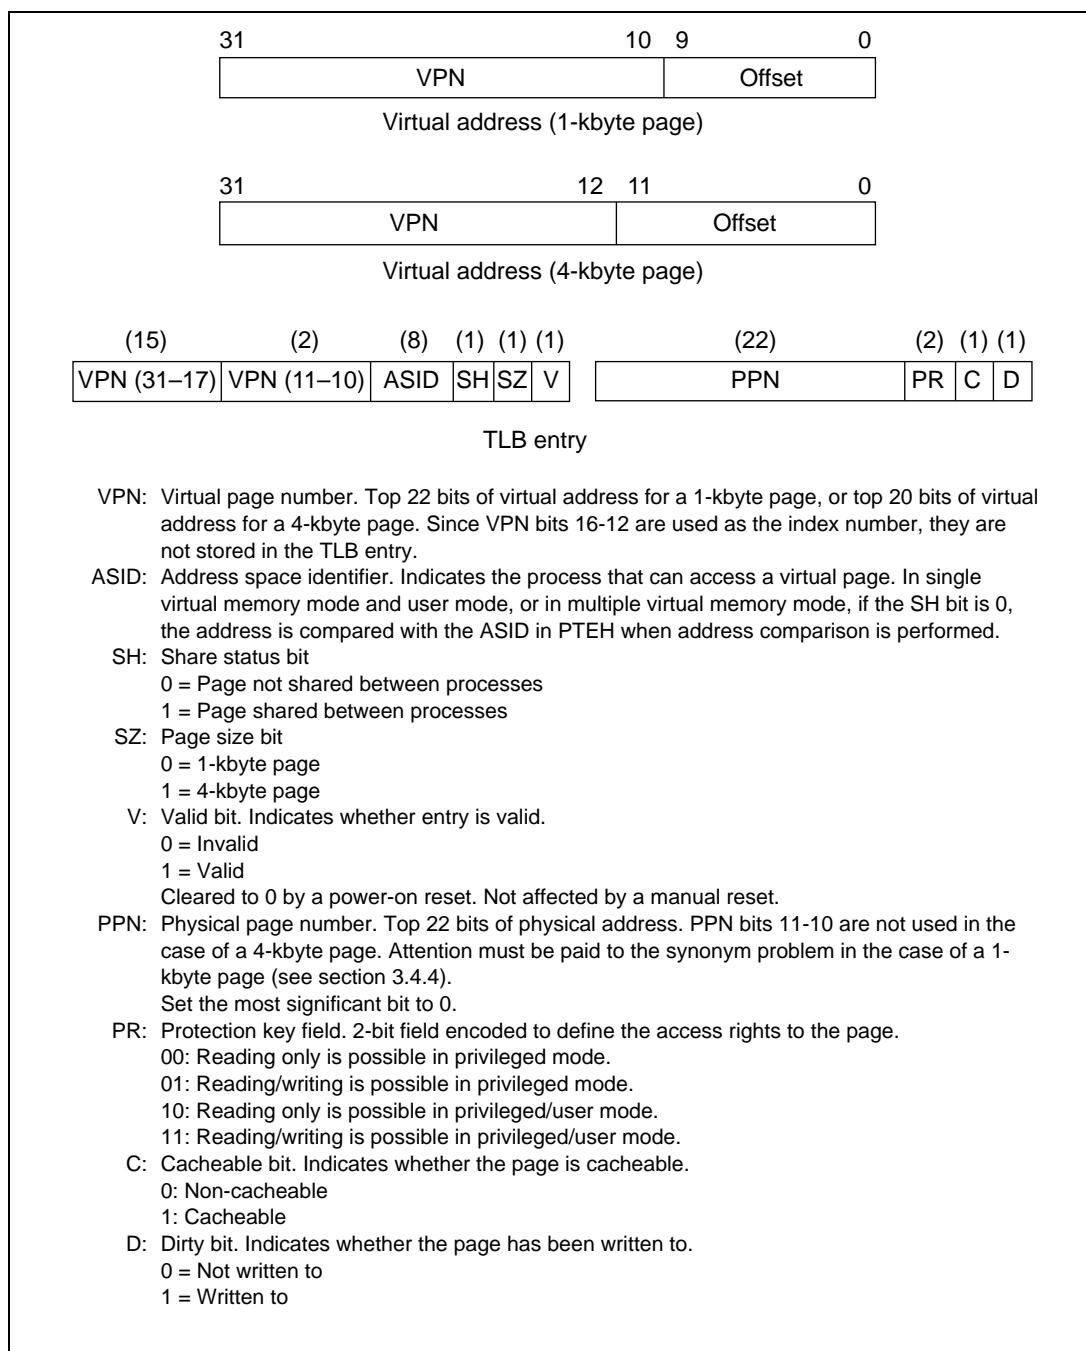 31 10 9 0
VPN Offset
Virtual address (1-kbyte page)
31 12 11 0
VPN Offset
Virtual address (4-kbyte page)
(15) (2) (8) (1) (1) (1) (22) (2) (1) (1)
VPN (31–17) VPN (11–10) ASID SH SZ V PPN PR C D
TLB entry
VPN: Virtual page number. Top 22 bits of virtual address for a 1-kbyte page, or top 20 bits of virtual
address for a 4-kbyte page. Since VPN bits 16-12 are used as the index number, they are
not stored in the TLB entry.
ASID: Address space identifier. Indicates the process that can access a virtual page. In single
virtual memory mode and user mode, or in multiple virtual memory mode, if the SH bit is 0,
the address is compared with the ASID in PTEH when address comparison is performed.
SH: Share status bit
0 = Page not shared between processes
1 = Page shared between processes
SZ: Page size bit
0 = 1-kbyte page
1 = 4-kbyte page
V: Valid bit. Indicates whether entry is valid.
0 = Invalid
1 = Valid
Cleared to 0 by a power-on reset. Not affected by a manual reset.
PPN: Physical page number. Top 22 bits of physical address. PPN bits 11-10 are not used in the
case of a 4-kbyte page. Attention must be paid to the synonym problem in the case of a 1-
kbyte page (see section 3.4.4).
Set the most significant bit to 0.
PR: Protection key field. 2-bit field encoded to define the access rights to the page.
00: Reading only is possible in privileged mode.
01: Reading/writing is possible in privileged mode.
10: Reading only is possible in privileged/user mode.
11: Reading/writing is possible in privileged/user mode.
C: Cacheable bit. Indicates whether the page is cacheable.
0: Non-cacheable
1: Cacheable
D: Dirty bit. Indicates whether the page has been written to.
0 = Not written to
1 = Written to